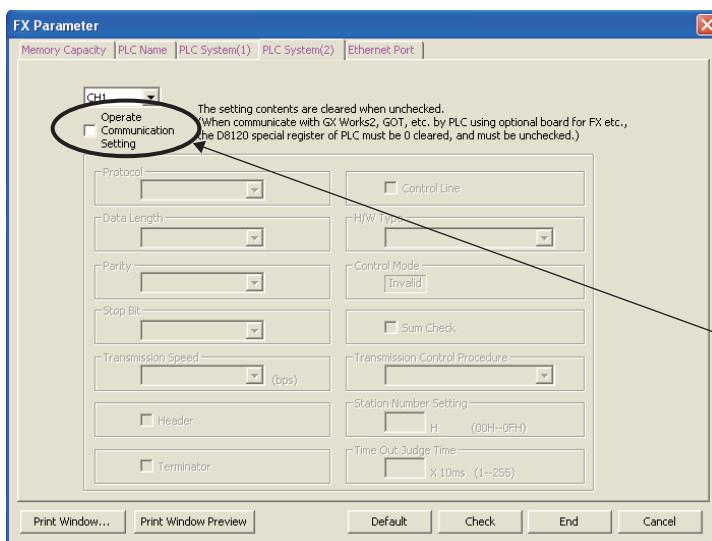 FX Parameter
Memory Capacity PLC Name PLC System(1) PLC System(2) Ethernet Port
CH1
Operate
Communication
Setting
The setting contents are cleared when unchecked.
(When communicate with GX Works2, GOT, etc. by PLC using optional board for FX etc.,
the D8120 special register of PLC must be 0 cleared, and must be unchecked.)
Protocol
Control Line
Data Length
H/W Type
Parity
Control Mode
Invalid
Stop Bit
Sum Check
Transmission Speed
(bps)
Transmission Control Procedure
Header
Station Number Setting
H (00H--0FH)
Terminator
Time Out Judge Time
X 10ms (1--255)
Print Window... Print Window Preview Default Check End Cancel